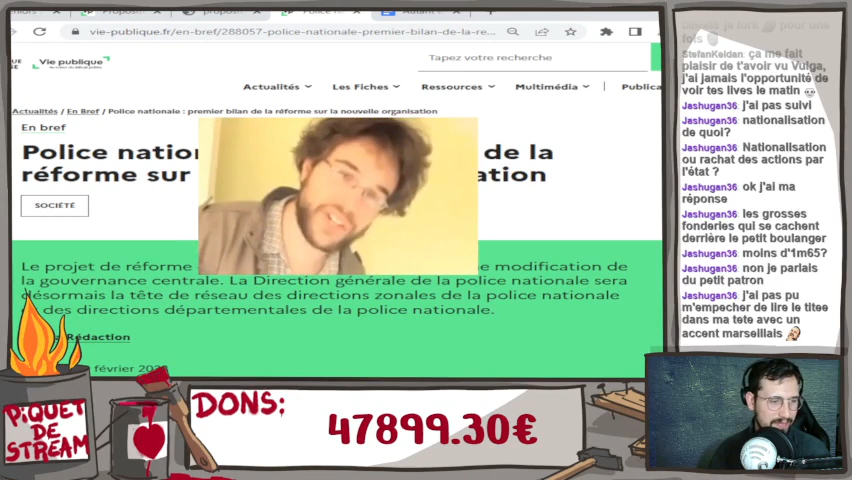 vie-publique.fr/en-bref/288057-police-nationale-premier-bilan-de-la-re...
Vie publique
Tapez votre recherche
Actualités
Les Fiches
Ressources
Multimédia
Publica
Actualités / En Bref / Police nationale : premier bilan de la réforme sur la nouvelle organisation
En bref
Police natio de la
réforme sur ation
SOCIÉTÉ
Le projet de réforme e modification de
la gouvernance centrale. La Direction générale de la police nationale sera
désormais la tête de réseau des directions zonales de la police nationale
des directions départementales de la police nationale.
Rédaction
février 202
PiQUET
DE
STREAM
DONS:
47899.30€
pour une
fois
StefanKeldan: ça me fait
plaisir de t'avoir vu Vulga,
j'ai jamais l'opportunité de
voir tes lives le matin
Jashugan36: j'ai pas suivi
Jashugan36: nationalisation
de quoi?
Jashugan36: Nationalisation
ou rachat des actions par
l'état ?
Jashugan36: ok j'ai ma
réponse
Jashugan36: les grosses
fonderies qui se cachent
derrière le petit boulanger
Jashugan36: moins d'1m65?
Jashugan36: non je parlais
du petit patron
Jashugan36: j'ai pas pu
m'empecher de lire le titee
dans ma tete avec un
accent marseillais